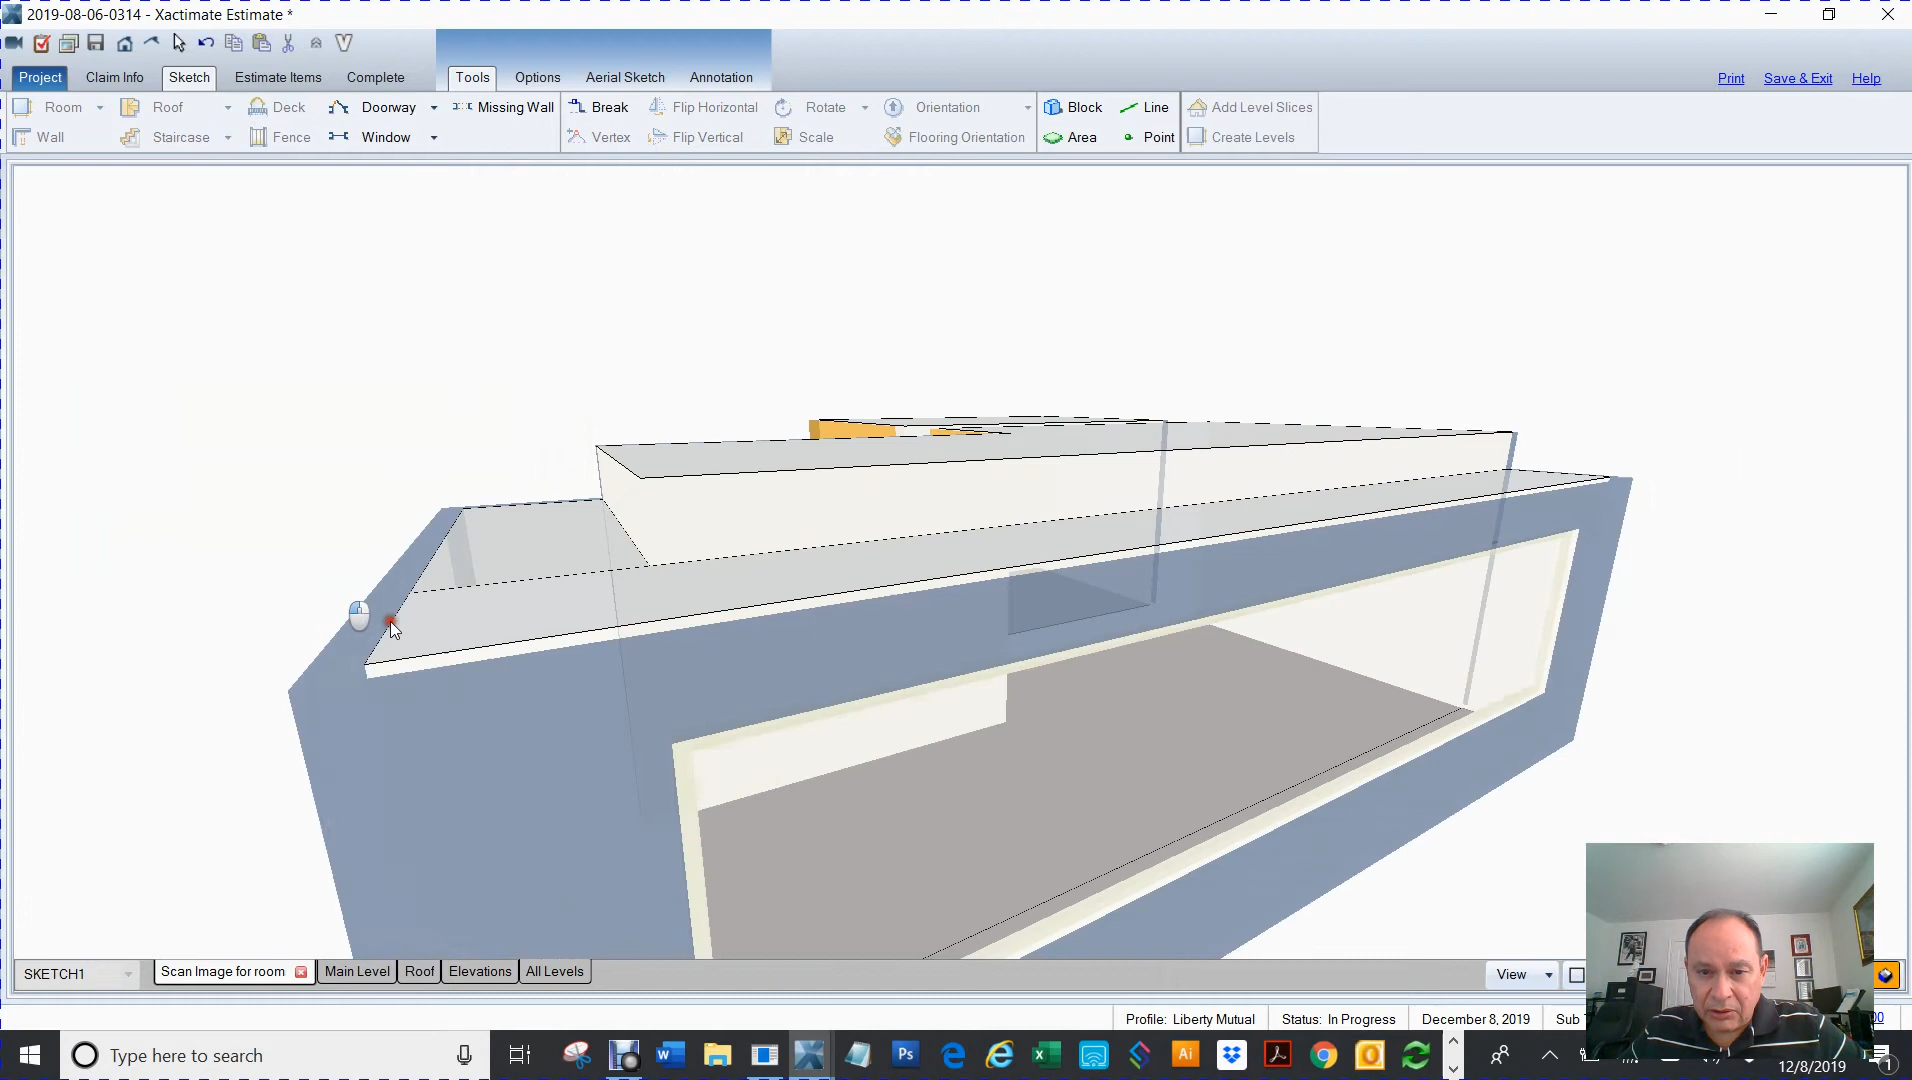 2019-08-06-0314 - Xactimate Estimate *
Project Claim Info Sketch Estimate Items Complete Tools Options Aerial Sketch Annotation Print Save & Exit Help
Room Roof Deck Doorway Missing Wall Break Flip Horizontal Rotate Orientation Block Line Add Level Slices
Wall Staircase Fence Window Vertex Flip Vertical Scale Flooring Orientation Area Point Create Levels
SKETCH1 Scan Image for room Main Level Roof Elevations All Levels View
Profile: Liberty Mutual Status: In Progress December 8, 2019 Sub
Type here to search
12/8/2019
1